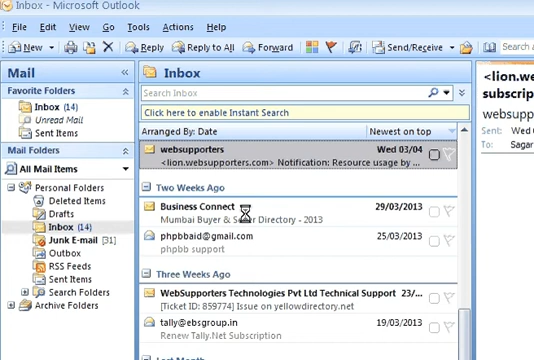 Inbox - Microsoft Outlook
File Edit View Go Tools Actions Help
New Reply Reply to All Forward Send/Receive Search A
Mail «
Favorite Folders
Inbox (14)
Unread Mail
Sent Items
Mail Folders
All Mail Items
Personal Folders
Deleted Items
Drafts
Inbox (14)
Junk E-mail [31]
Outbox
RSS Feeds
Sent Items
Search Folders
Archive Folders
Inbox
Search Inbox
Click here to enable Instant Search
Arranged By: Date Newest on top
websupporters Wed 03/04
<lion.websupporters.com> Notification: Resource usage by ...
Two Weeks Ago
Business Connect 29/03/2013
Mumbai Buyer & Directory - 2013
phpbbaid@gmail.com 25/03/2013
phpbb support
Three Weeks Ago
WebSupporters Technologies Pvt Ltd Technical Support 23/...
[Ticket ID: 859774] Issue on yellowdirectory.net
tally@ebsgroup.in 19/03/2013
Renew Tally.Net Subscription
Last Month
<lion.we
subscrip
websupp
Sent: Wed 0
To: Sagar